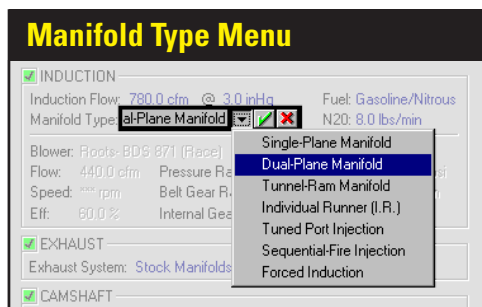 Manifold Type Menu
INDUCTION
Induction Flow: 780.0 cfm @ 3.0 inHg Fuel: Gasoline/Nitrous
Manifold Type: al-Plane Manifold N20: 8.0 lbs/min
Single-Plane Manifold
Dual-Plane Manifold
Tunnel-Ram Manifold
Individual Runner (I.R.)
Tuned Port Injection
Sequential-Fire Injection
Forced Induction
Blower: Roots-BDS 871 (Race)
Flow: 440.0 cfm Pressure Ra
Speed: *** rpm Belt Gear R
Eff: 60.0 % Internal Gea
EXHAUST
Exhaust System: Stock Manifolds
CAMSHAFT